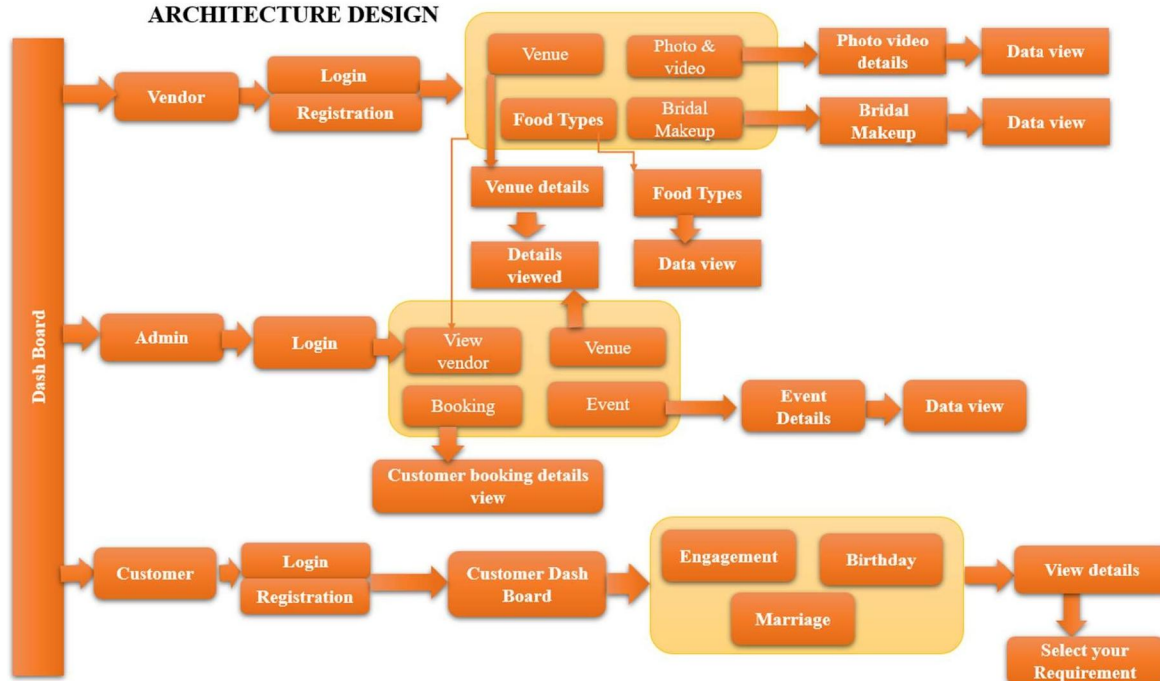 ARCHITECTURE DESIGN
Dash Board
Vendor
Login
Registration
Venue
Photo &
video
Food Types
Bridal
Makeup
Photo video
details
Data view
Bridal
Makeup
Data view
Venue details
Food Types
Details
viewed
Data view
Admin
Login
View
vendor
Venue
Booking
Event
Event
Details
Data view
Customer booking details
view
Customer
Login
Registration
Customer Dash
Board
Engagement
Birthday
Marriage
View details
Select your
Requirement